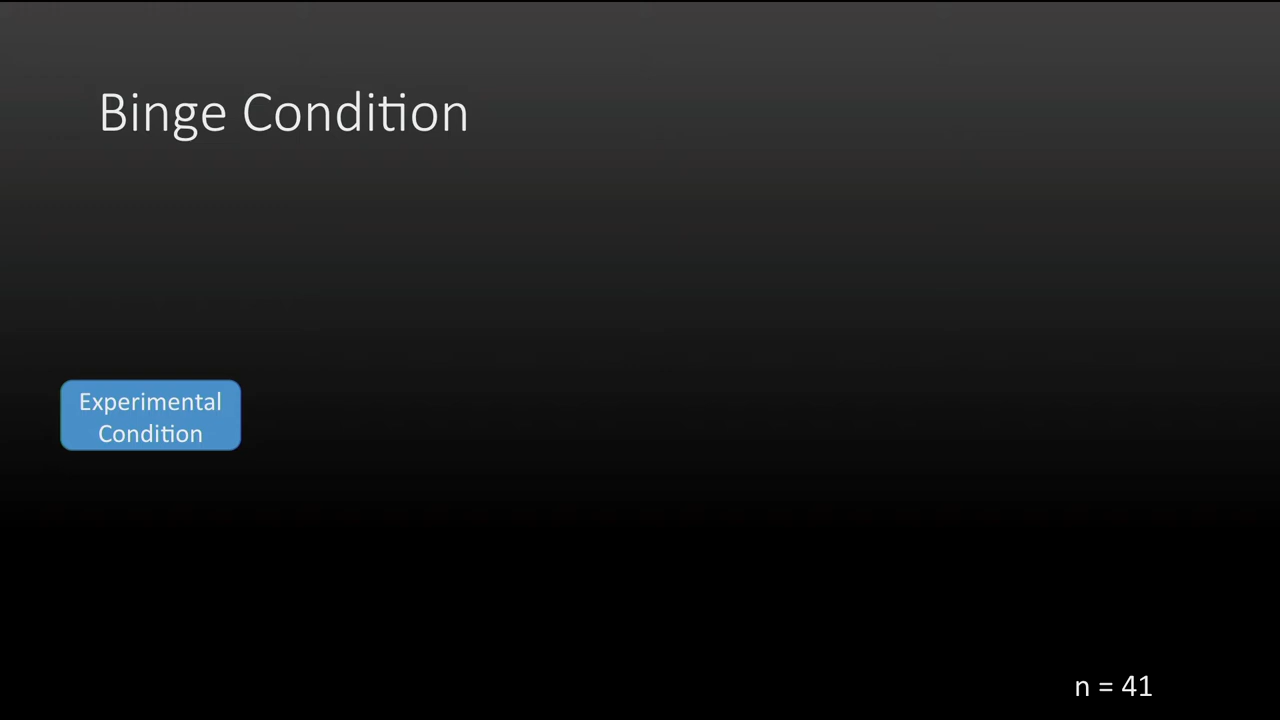 Binge Condition
Experimental
Condition
n = 41